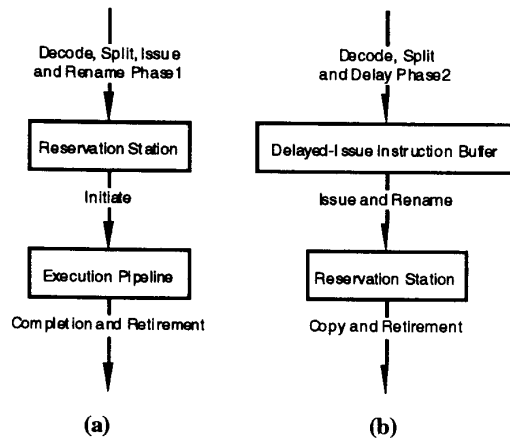 Decode, Split, Issue
and Rename Phase1
Reservation Station
Initiate
Execution Pipeline
Completion and Retirement
(a)
Decode, Split
and Delay Phase2
Delayed-Issue Instruction Buffer
Issue and Rename
Reservation Station
Copy and Retirement
(b)